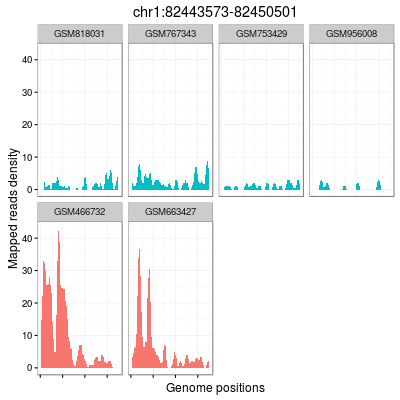 chr1:82443573-82450501
GSM818031 GSM767343 GSM753429 GSM956008
40
30
20
10
0
GSM466732 GSM663427
40
30
20
10
0
Mapped reads density
Genome positions